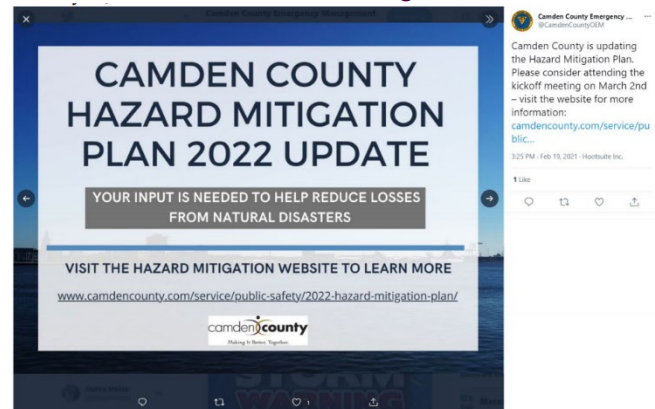 Camden County Emergency Management
CAMDEN COUNTY
HAZARD MITIGATION
PLAN 2022 UPDATE
YOUR INPUT IS NEEDED TO HELP REDUCE LOSSES
FROM NATURAL DISASTERS
VISIT THE HAZARD MITIGATION WEBSITE TO LEARN MORE
www.camdencounty.com/service/public-safety/2022-hazard-mitigation-plan/
camden county
Making It Better, Together.
STORM
WARNING
1
Camden County Emergency ... ...
@CamdenCountyOEM
Camden County is updating
the Hazard Mitigation Plan.
Please consider attending the
kickoff meeting on March 2nd
– visit the website for more
information:
camdencounty.com/service/pu
blic...
3:25 PM · Feb 19, 2021 · Hootsuite Inc.
1 Like